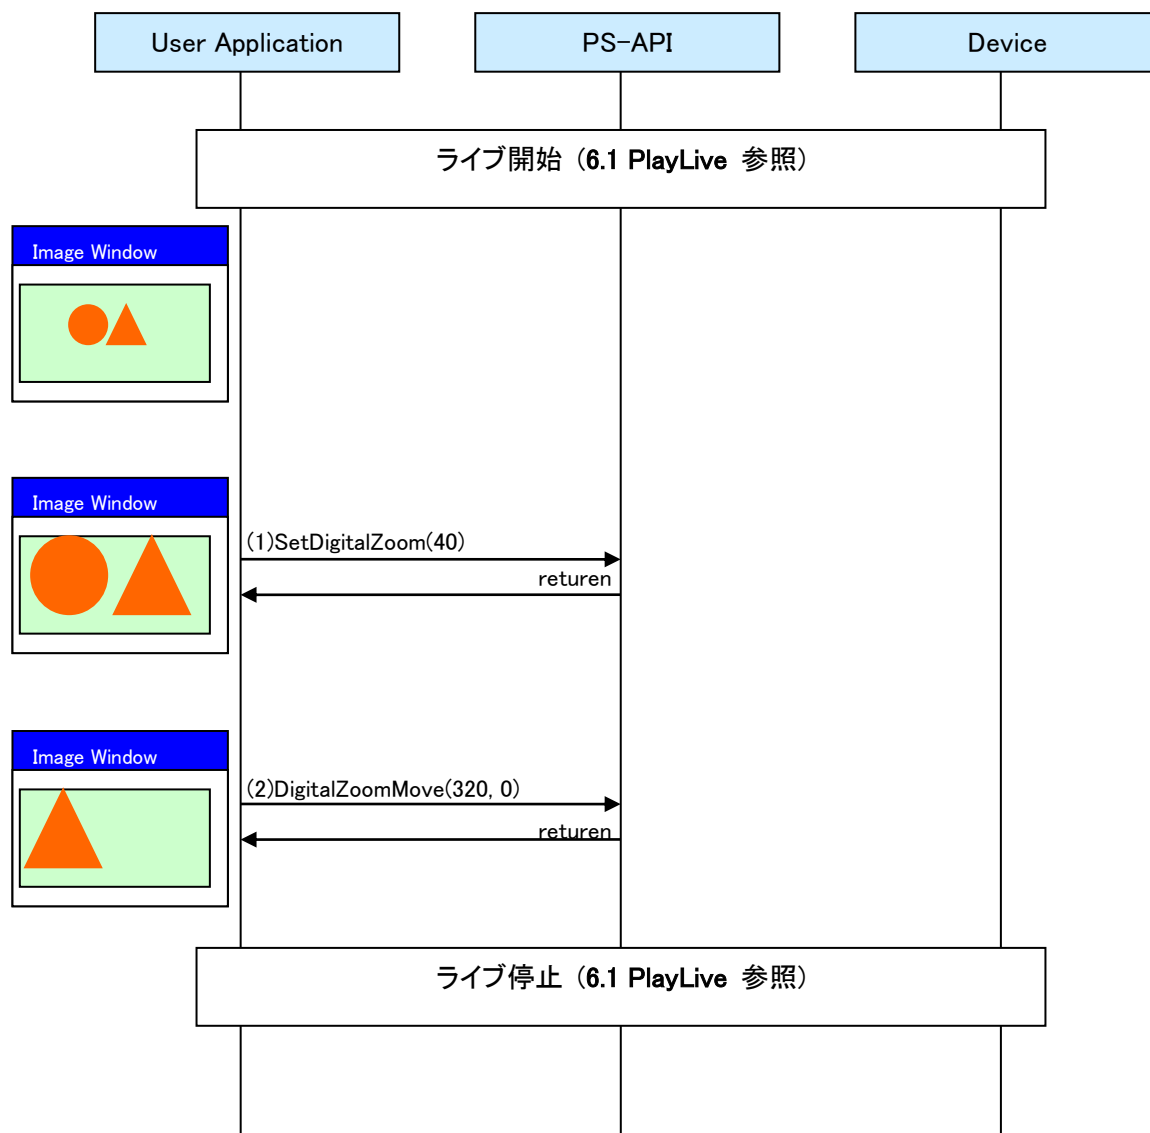 User Application
PS-API
Device
ライブ開始 (6.1 PlayLive 参照)
Image Window
Image Window
(1)SetDigitalZoom(40)
returen
Image Window
(2)DigitalZoomMove(320, 0)
returen
ライブ停止 (6.1 PlayLive 参照)